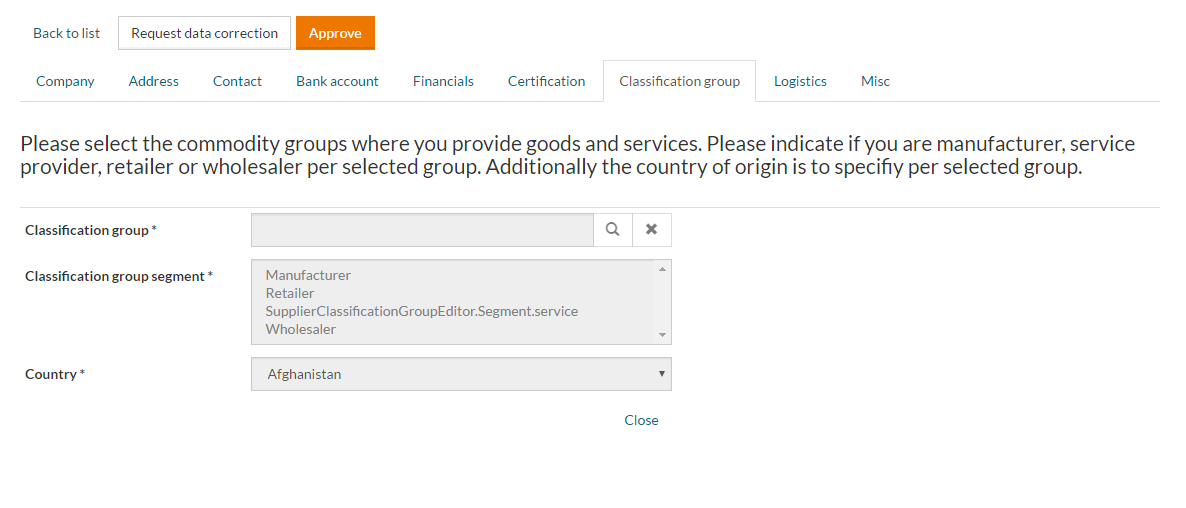 Back to list Request data correction Approve
Company Address Contact Bank account Financials Certification Classification group Logistics Misc
Please select the commodity groups where you provide goods and services. Please indicate if you are manufacturer, service
provider, retailer or wholesaler per selected group. Additionally the country of origin is to specifiy per selected group.
Classification group *
Classification group segment *
Manufacturer
Retailer
SupplierClassificationGroupEditor.Segment.service
Wholesaler
Country * Afghanistan
Close